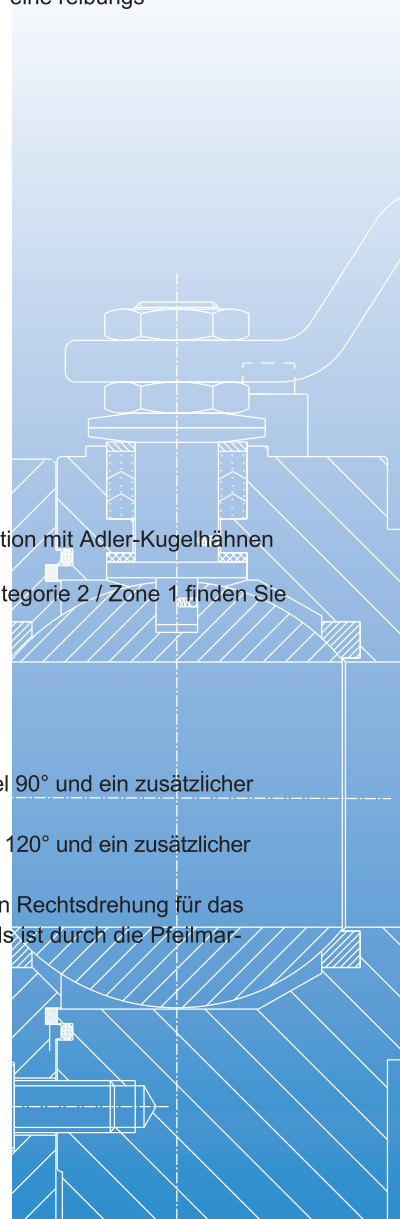 eine reibungs
tion mit Adler-Kugelhähnen
tegorie 2 / Zone 1 finden Sie
el 90° und ein zusätzlicher
120° und ein zusätzlicher
n Rechtsdrehung für das
ls ist durch die Pfeilmar-